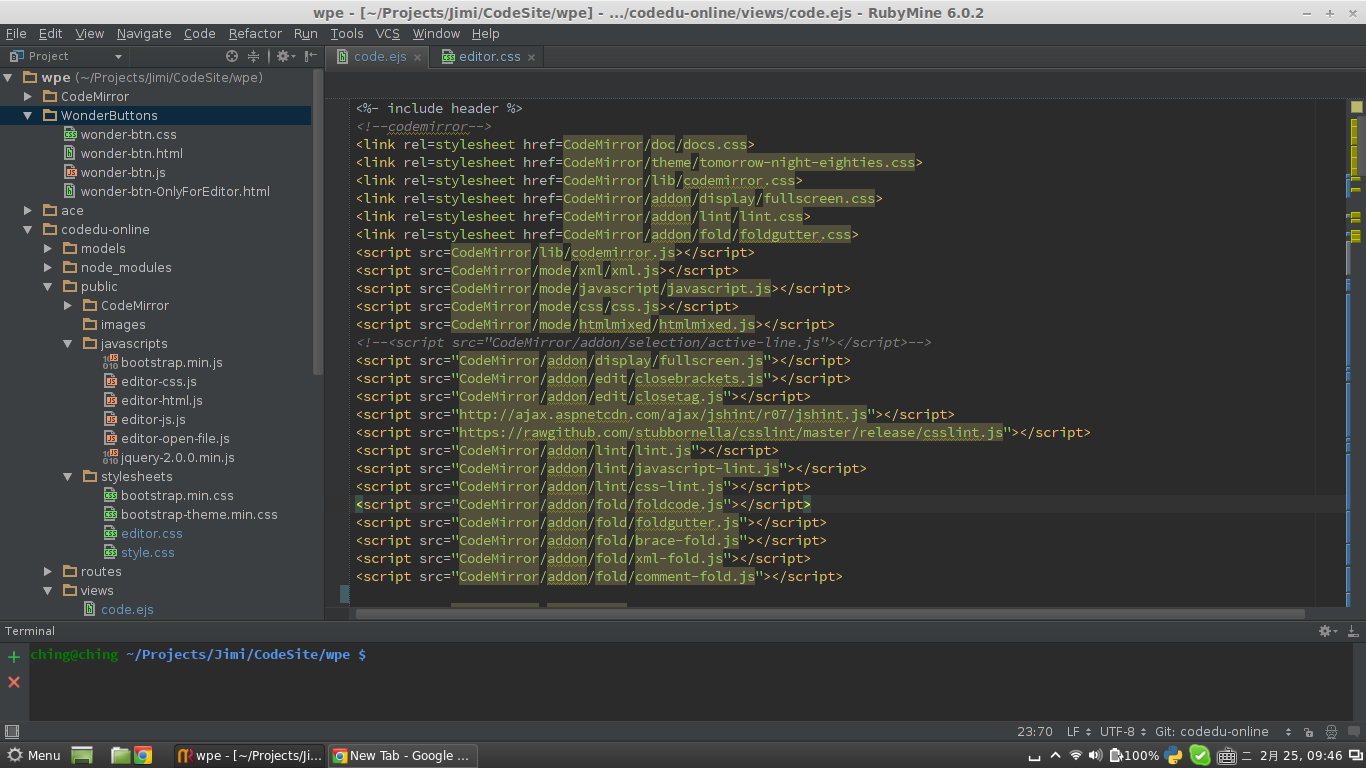 wpe - [~/Projects/Jimi/CodeSite/wpe] - .../codedu-online/views/code.ejs - RubyMine 6.0.2
File Edit View Navigate Code Refactor Run Tools VCS Window Help
Project
code.ejs
editor.css
wpe (~/Projects/Jimi/CodeSite/wpe)
CodeMirror
WonderButtons
wonder-btn.css
wonder-btn.html
wonder-btn.js
wonder-btn-OnlyForEditor.html
ace
codedu-online
models
node_modules
public
CodeMirror
images
javascripts
bootstrap.min.js
editor-css.js
editor-html.js
editor-js.js
editor-open-file.js
jquery-2.0.0.min.js
stylesheets
bootstrap.min.css
bootstrap-theme.min.css
editor.css
style.css
routes
views
code.ejs
<%- include header %>
<!--codemirror-->
<link rel=stylesheet href=CodeMirror/doc/docs.css>
<link rel=stylesheet href=CodeMirror/theme/tomorrow-night-eighties.css>
<link rel=stylesheet href=CodeMirror/lib/codemirror.css>
<link rel=stylesheet href=CodeMirror/addon/display/fullscreen.css>
<link rel=stylesheet href=CodeMirror/addon/lint/lint.css>
<link rel=stylesheet href=CodeMirror/addon/fold/foldgutter.css>
<script src=CodeMirror/lib/codemirror.js></script>
<script src=CodeMirror/mode/xml/xml.js></script>
<script src=CodeMirror/mode/javascript/javascript.js></script>
<script src=CodeMirror/mode/css/css.js></script>
<script src=CodeMirror/mode/htmlmixed/htmlmixed.js></script>
<!--<script src="CodeMirror/addon/selection/active-line.js"></script>-->
<script src="CodeMirror/addon/display/fullscreen.js"></script>
<script src="CodeMirror/addon/edit/closebrackets.js"></script>
<script src="CodeMirror/addon/edit/closetag.js"></script>
<script src="http://ajax.aspnetcdn.com/ajax/jshint/r07/jshint.js"></script>
<script src="https://rawgithub.com/stubbornella/csslint/master/release/csslint.js"></script>
<script src="CodeMirror/addon/lint/lint.js"></script>
<script src="CodeMirror/addon/lint/javascript-lint.js"></script>
<script src="CodeMirror/addon/lint/css-lint.js"></script>
<script src="CodeMirror/addon/fold/foldcode.js"></script>
<script src="CodeMirror/addon/fold/foldgutter.js"></script>
<script src="CodeMirror/addon/fold/brace-fold.js"></script>
<script src="CodeMirror/addon/fold/xml-fold.js"></script>
<script src="CodeMirror/addon/fold/comment-fold.js"></script>
Terminal
ching@ching ~/Projects/Jimi/CodeSite/wpe $
23:70 LF UTF-8 Git: codedu-online
Menu
wpe - [~/Projects/Ji...
New Tab - Google ...
100%
二 2月 25, 09:46